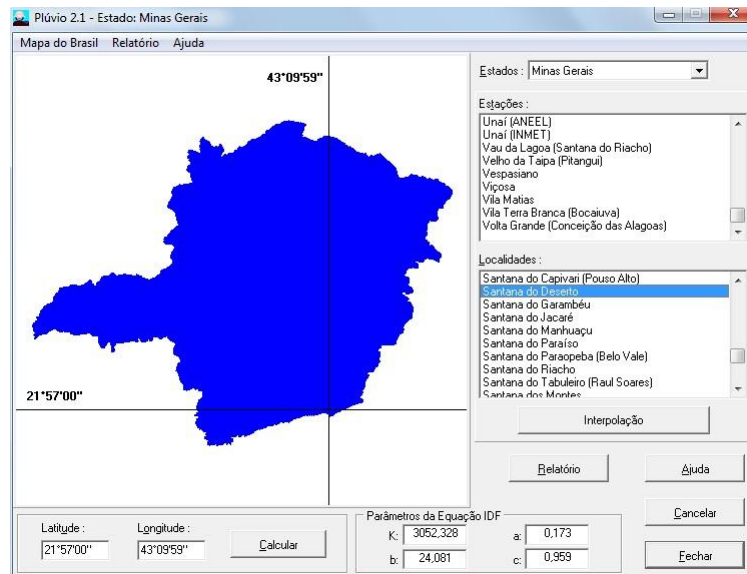 Plúvio 2.1 - Estado: Minas Gerais
Mapa do Brasil Relatório Ajuda
43°09'59"
21°57'00"
Estados : Minas Gerais
Estações :
Unaí (ANEEL)
Unaí (INMET)
Vau da Lagoa (Santana do Riacho)
Velho da Taipa (Pitangui)
Vespasiano
Viçosa
Vila Matias
Vila Terra Branca (Bocaiuva)
Volta Grande (Conceição das Alagoas)
Localidades :
Santana do Capivari (Pouso Alto)
Santana do Deserto
Santana do Garambéu
Santana do Jacaré
Santana do Manhuaçu
Santana do Paraíso
Santana do Paraopeba (Belo Vale)
Santana do Riacho
Santana do Tabuleiro (Raul Soares)
Santana dos Montes
Interpolação
Relatório Ajuda
Cancelar
Fechar
Latitude : Longitude :
21°57'00" 43°09'59" Calcular
Parâmetros da Equação IDF
K: 3052,328 a: 0,173
b: 24,081 c: 0,959